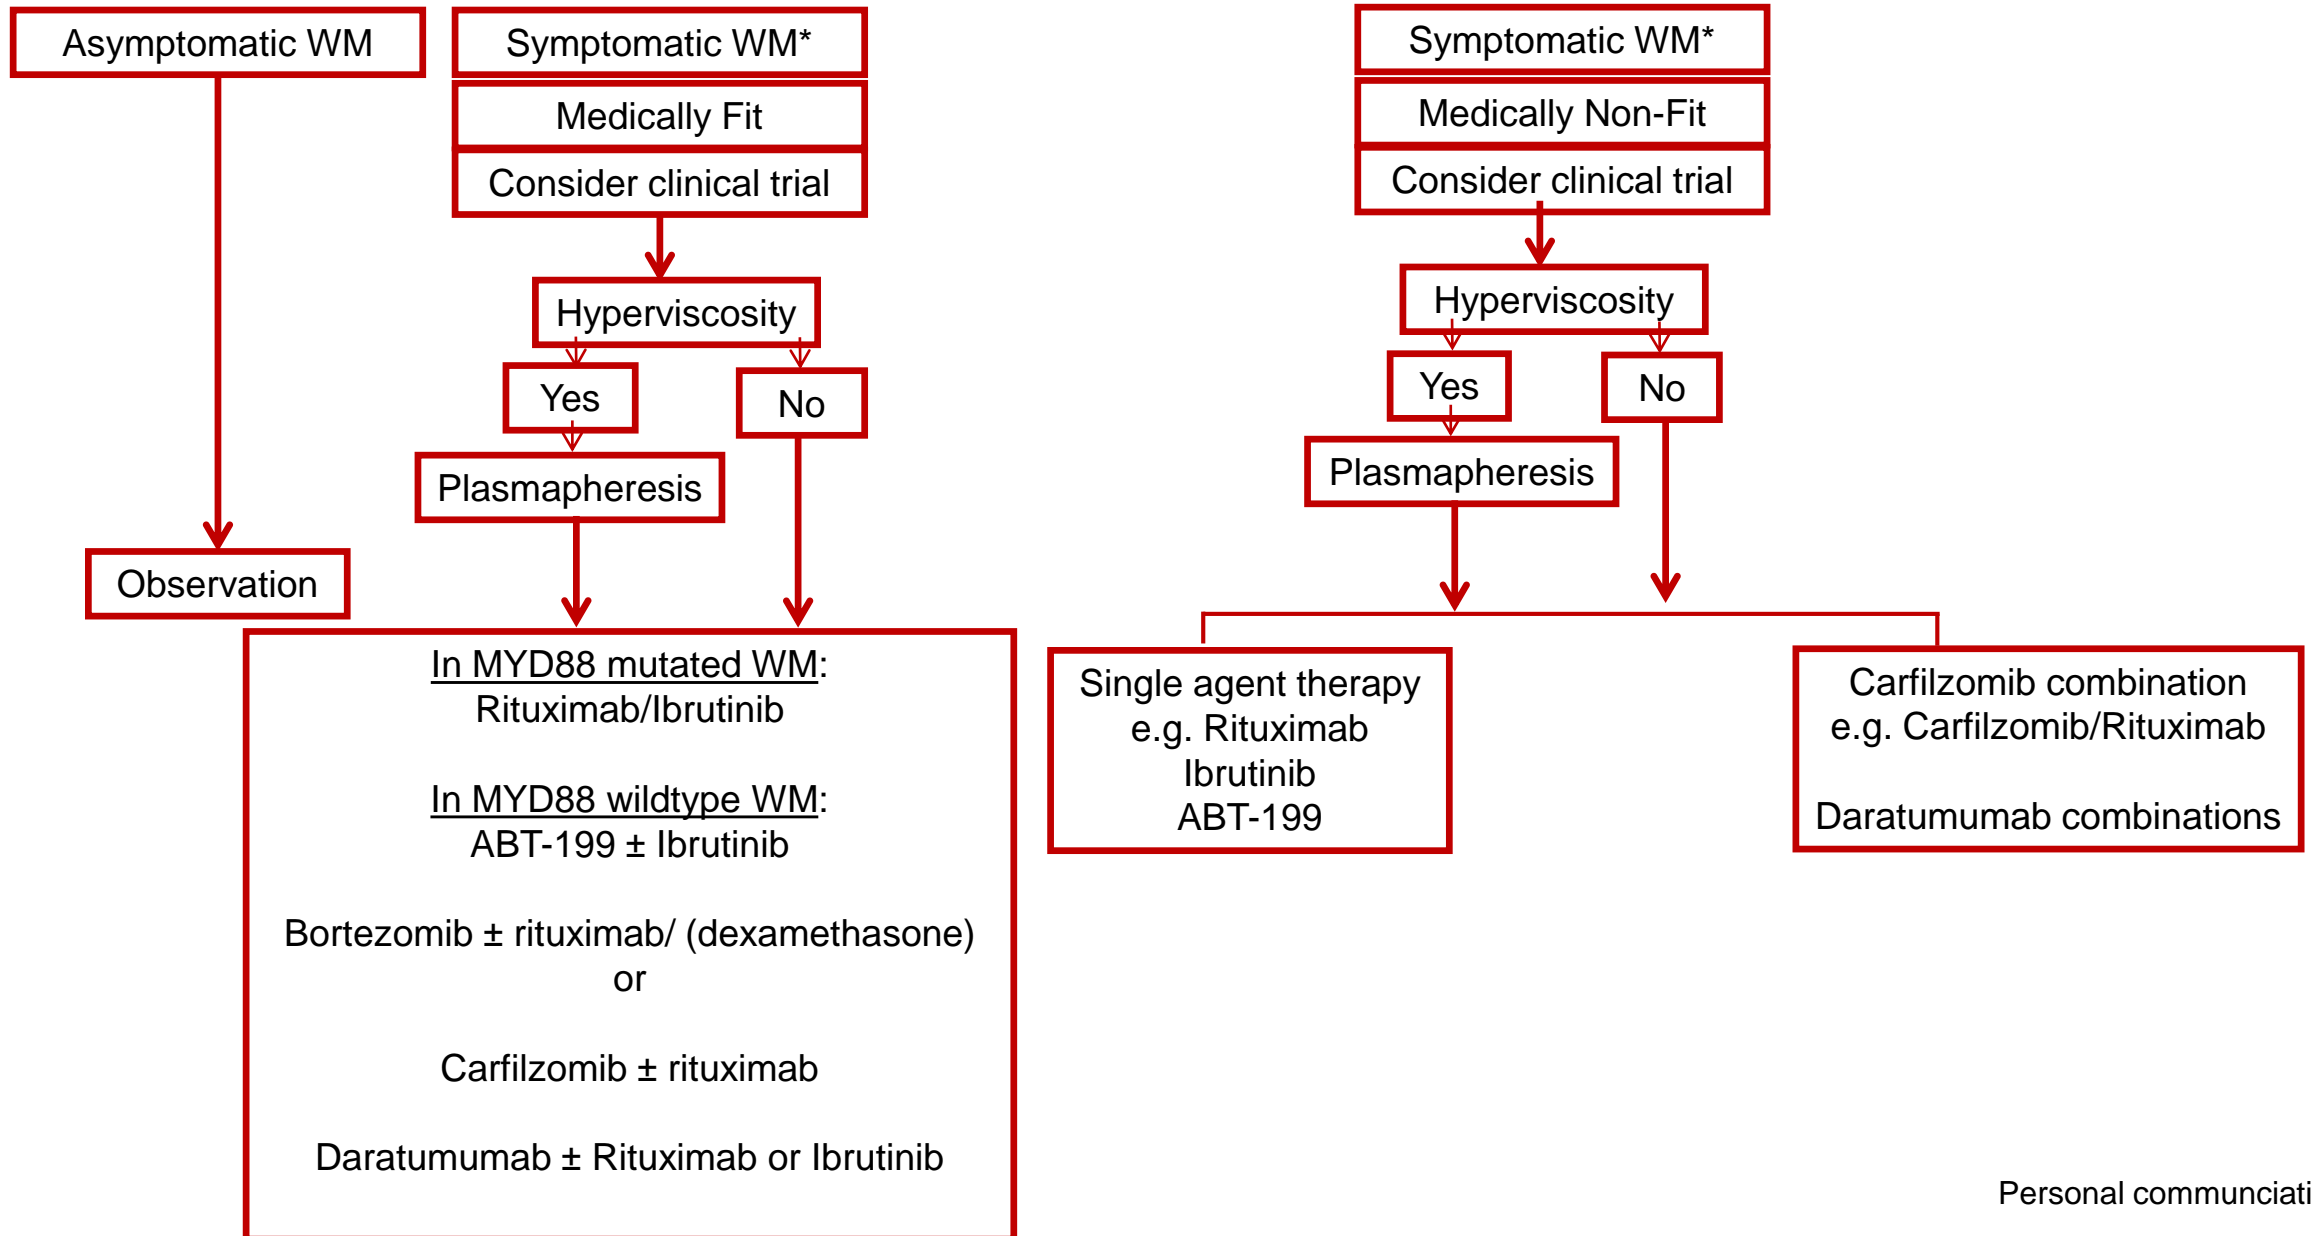 Asymptomatic WM
Symptomatic WM*
Medically Fit
Consider clinical trial
Hyperviscosity
Yes
No
Plasmapheresis
Observation
In MYD88 mutated WM:
Rituximab/Ibrutinib
In MYD88 wildtype WM:
ABT-199 ± Ibrutinib
Bortezomib ± rituximab/ (dexamethasone)
or
Carfilzomib ± rituximab
Daratumumab ± Rituximab or Ibrutinib
Symptomatic WM*
Medically Non-Fit
Consider clinical trial
Hyperviscosity
Yes
No
Plasmapheresis
Single agent therapy
e.g. Rituximab
Ibrutinib
ABT-199
Carfilzomib combination
e.g. Carfilzomib/Rituximab
Daratumumab combinations
Personal communciati